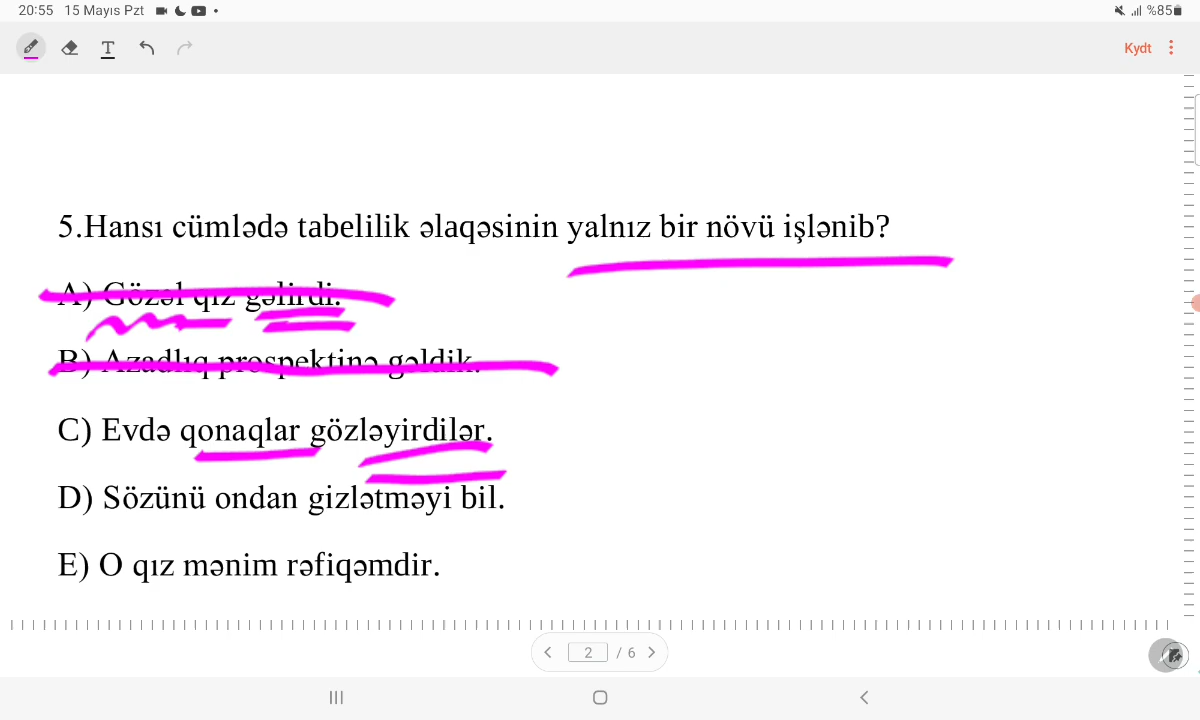 20:55 15 Mayıs Pzt
%85
T
Kydt
5.Hansı cümlədə tabelilik əlaqəsinin yalnız bir növü işlənib?
A) Gözəl qız gəlirdi.
B) Azadlıq prospektinə gəldik.
C) Evdə qonaqlar gözləyirdilər.
D) Sözünü ondan gizlətməyi bil.
E) O qız mənim rəfiqəmdir.
2 / 6